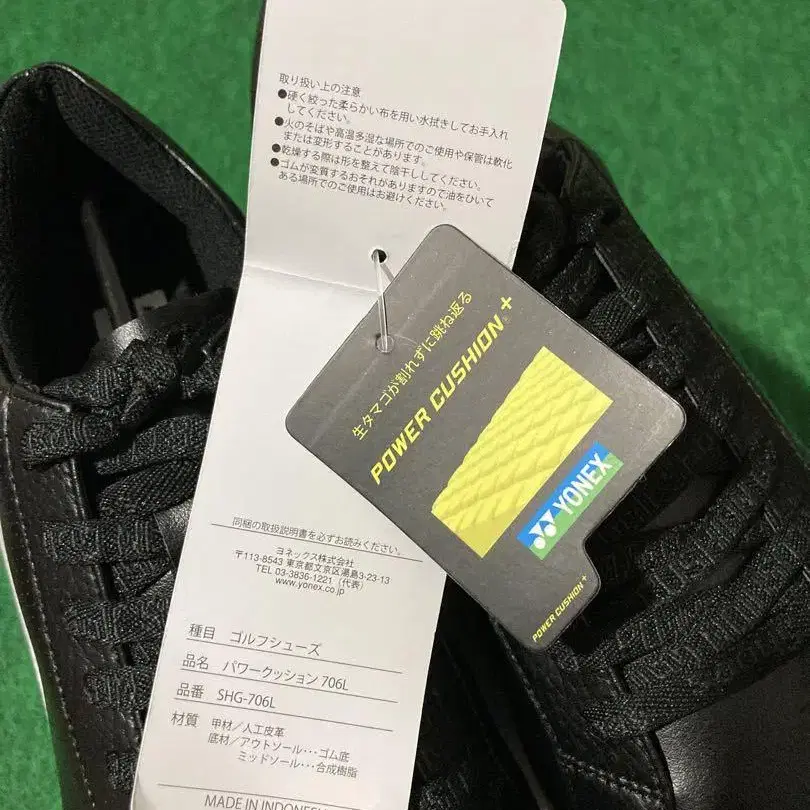 取り扱い上の注意
●硬く絞った柔らかい布を用い水拭きしてお手入れ
してください。
●火のそばや高温多湿な場所でのご使用や保管は軟化
または変形することがあります。
●乾燥する際は形を整えて陰干ししてください。
●ゴムが変質するおそれがありますので油をひいて
ある場所でのご使用はお避けください。
生タマゴが割れずに跳ね返る
POWER CUSHION+
YONEX
POWER CUSHION+
同梱の取扱説明書を必ずお読みください。
ヨネックス株式会社
〒113-8543 東京都文京区湯島3-23-13
TEL 03-3836-1221(代表)
www.yonex.co.jp
種目 ゴルフシューズ
品名 パワークッション 706L
品番 SHG-706L
材質 甲材/人工皮革
底材/アウトソール・・・ゴム底
ミッドソール・・・合成樹脂
MADE IN INDONES